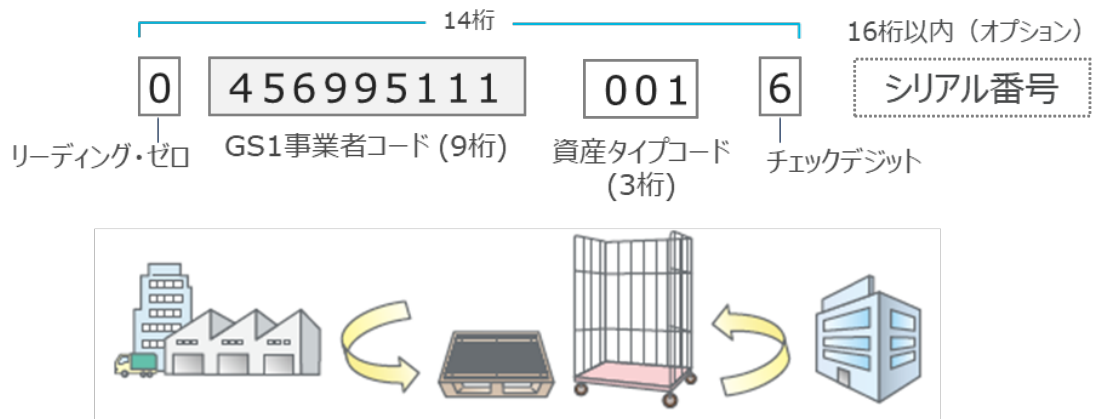 14桁
16桁以内（オプション）
0 456995111 001 6 シリアル番号
リーディング・ゼロ
GS1事業者コード (9桁)
資産タイプコード
(3桁)
チェックデジット